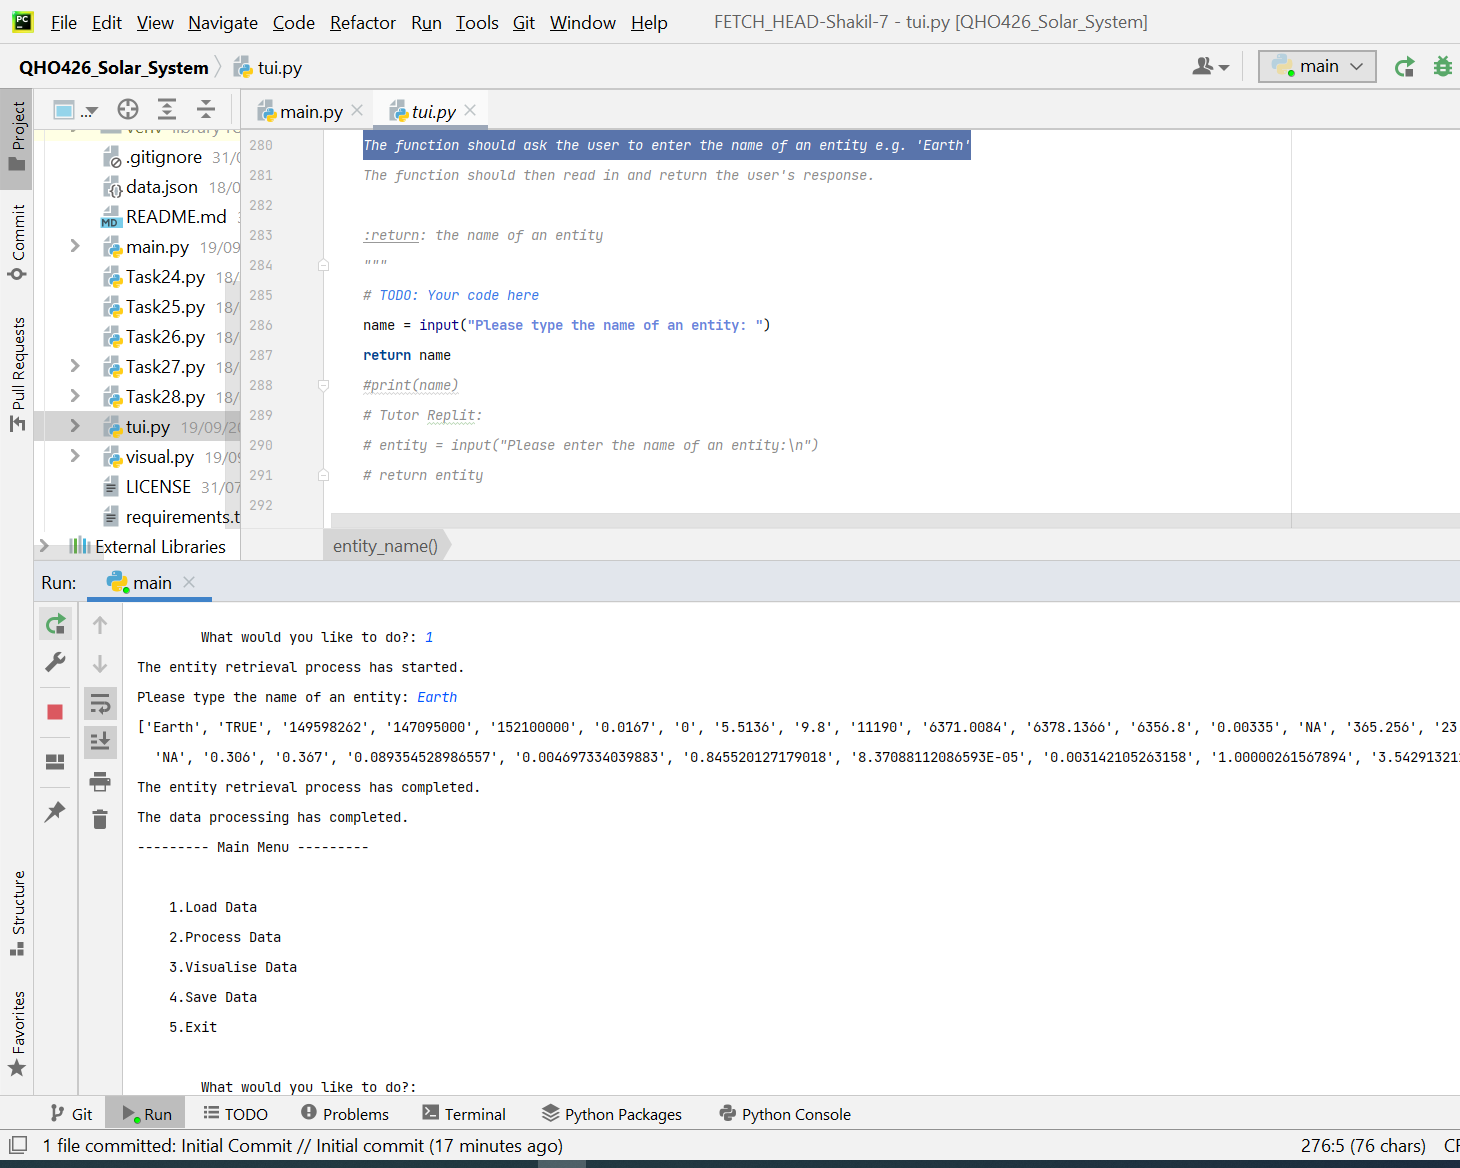 File Edit View Navigate Code Refactor Run Tools Git Window Help FETCH_HEAD-Shakil-7 - tui.py [QHO426_Solar_System]
QHO426_Solar_System tui.py main
... main.py tui.py
Project
Commit
Pull Requests
Structure
Favorites
.gitignore
data.json
README.md
main.py 19/09
Task24.py 18/
Task25.py 18/
Task26.py 18/
Task27.py 18/
Task28.py 18/
tui.py 19/09/20
visual.py 19/09
LICENSE 31/07
requirements.t
External Libraries
280 The function should ask the user to enter the name of an entity e.g. 'Earth'
281 The function should then read in and return the user's response.
282
283 :return: the name of an entity
284 """
285 # TODO: Your code here
286 name = input("Please type the name of an entity: ")
287 return name
288 #print(name)
289 # Tutor Replit:
290 # entity = input("Please enter the name of an entity:\n")
291 # return entity
292
entity_name()
Run: main
What would you like to do?: 1
The entity retrieval process has started.
Please type the name of an entity: Earth
['Earth', 'TRUE', '149598262', '147095000', '152100000', '0.0167', '0', '5.5136', '9.8', '11190', '6371.0084', '6378.1366', '6356.8', '0.00335', 'NA', '365.256', '23
'NA', '0.306', '0.367', '0.089354528986557', '0.004697334039883', '0.845520127179018', '8.37088112086593E-05', '0.003142105263158', '1.00000261567894', '3.542913211
The entity retrieval process has completed.
The data processing has completed.
--------- Main Menu ---------
1.Load Data
2.Process Data
3.Visualise Data
4.Save Data
5.Exit
What would you like to do?:
Git Run TODO Problems Terminal Python Packages Python Console
1 file committed: Initial Commit // Initial commit (17 minutes ago) 276:5 (76 chars)